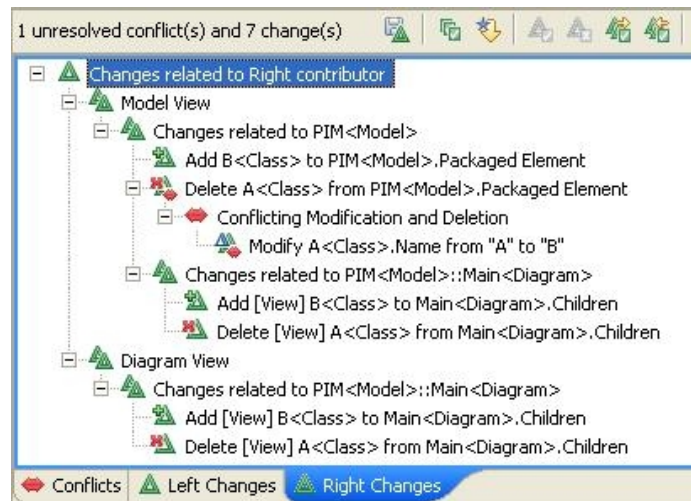 1 unresolved conflict(s) and 7 change(s)
Changes related to Right contributor
Model View
Changes related to PIM<Model>
Add B<Class> to PIM<Model>.Packaged Element
Delete A<Class> from PIM<Model>.Packaged Element
Conflicting Modification and Deletion
Modify A<Class>.Name from "A" to "B"
Changes related to PIM<Model>::Main<Diagram>
Add [View] B<Class> to Main<Diagram>.Children
Delete [View] A<Class> from Main<Diagram>.Children
Diagram View
Changes related to PIM<Model>::Main<Diagram>
Add [View] B<Class> to Main<Diagram>.Children
Delete [View] A<Class> from Main<Diagram>.Children
Conflicts Left Changes Right Changes